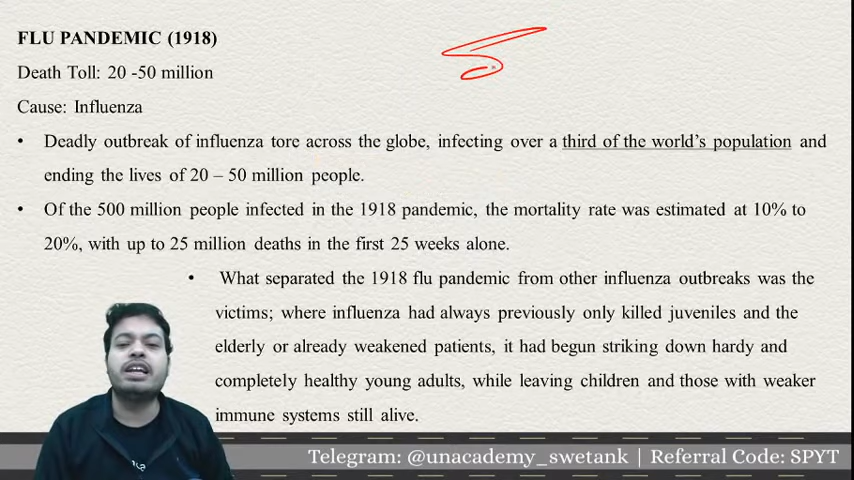 FLU PANDEMIC (1918)
Death Toll: 20 -50 million
Cause: Influenza
• Deadly outbreak of influenza tore across the globe, infecting over a third of the world's population and
ending the lives of 20 – 50 million people.
• Of the 500 million people infected in the 1918 pandemic, the mortality rate was estimated at 10% to
20%, with up to 25 million deaths in the first 25 weeks alone.
• What separated the 1918 flu pandemic from other influenza outbreaks was the
victims; where influenza had always previously only killed juveniles and the
elderly or already weakened patients, it had begun striking down hardy and
completely healthy young adults, while leaving children and those with weaker
immune systems still alive.
Telegram: @unacademy_swetank | Referral Code: SPYT